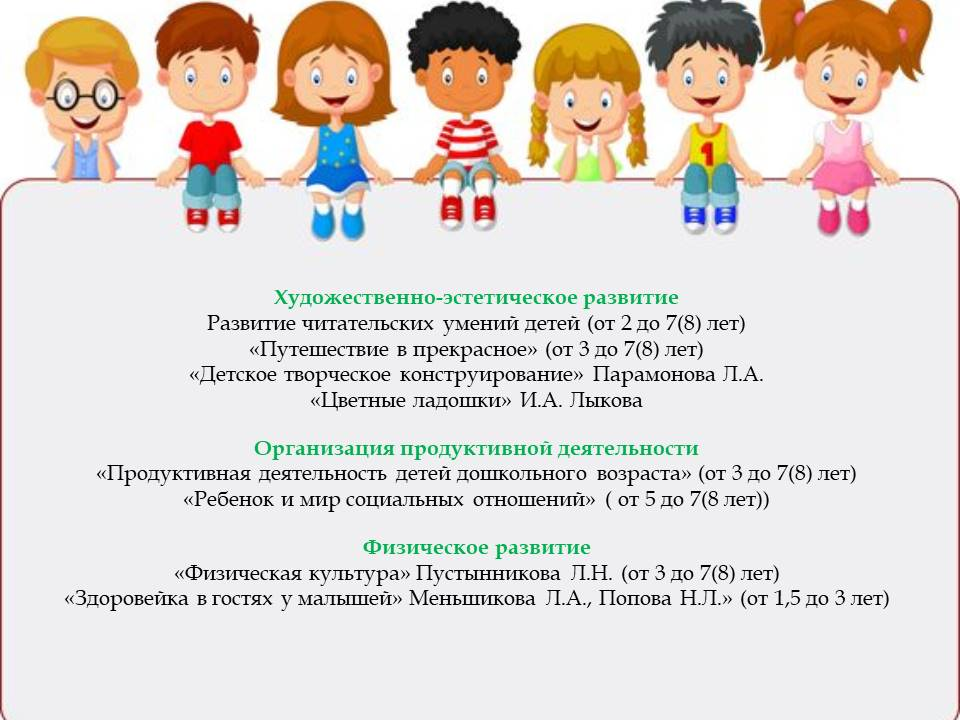 1
Художественно-эстетическое развитие
Развитие читательских умений детей (от 2 до 7(8) лет)
«Путешествие в прекрасное» (от 3 до 7(8) лет)
«Детское творческое конструирование» Парамонова Л.А.
«Цветные ладошки» И.А. Лыкова
Организация продуктивной деятельности
«Продуктивная деятельность детей дошкольного возраста» (от 3 до 7(8) лет)
«Ребенок и мир социальных отношений» ( от 5 до 7(8 лет))
Физическое развитие
«Физическая культура» Пустынникова Л.Н. (от 3 до 7(8) лет)
«Здоровейка в гостях у малышей» Меньшикова Л.А., Попова Н.Л.» (от 1,5 до 3 лет)